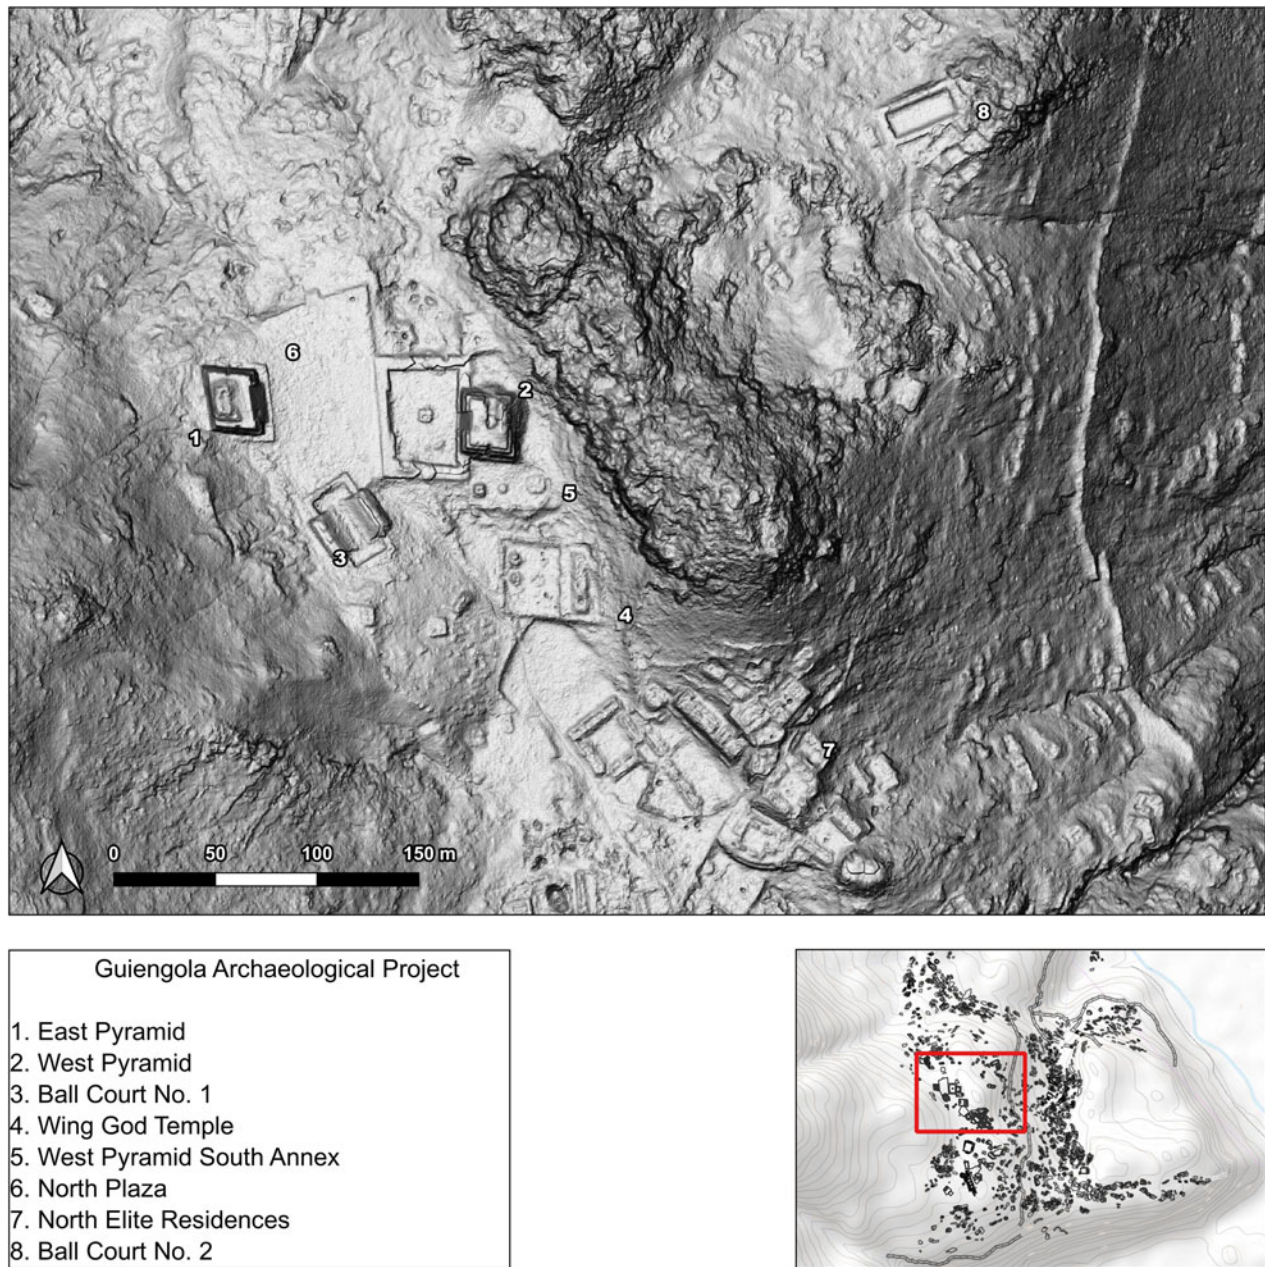 8
6
2
1
5
3
4
7
0 50 100 150 m
Guiengola Archaeological Project
1. East Pyramid
2. West Pyramid
3. Ball Court No. 1
4. Wing God Temple
5. West Pyramid South Annex
6. North Plaza
7. North Elite Residences
8. Ball Court No. 2